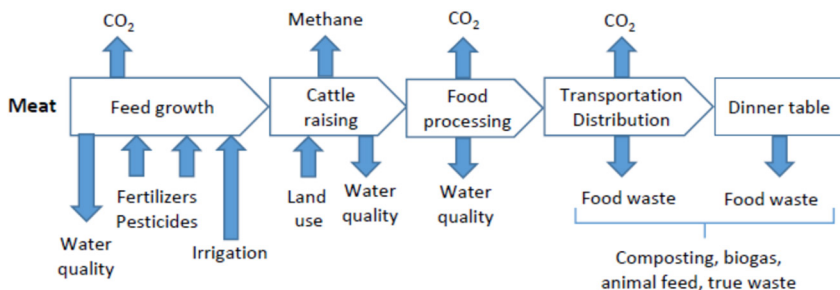 CO₂
Methane
CO₂
CO₂
Meat
Feed growth
Cattle
raising
Food
processing
Transportation
Distribution
Dinner table
Fertilizers
Pesticides
Water
quality
Irrigation
Land
use
Water
quality
Water
quality
Food waste
Food waste
Composting, biogas,
animal feed, true waste